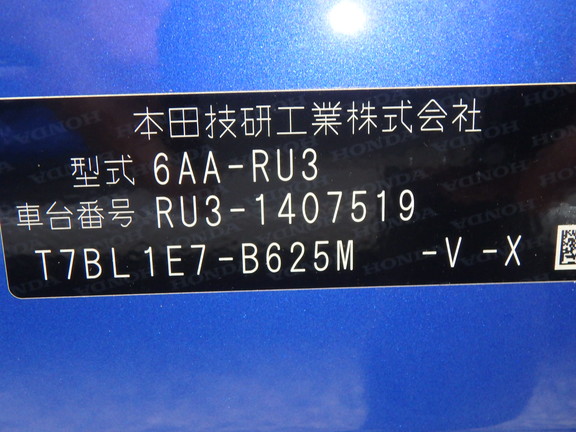 本田技研工業株式会社
型式 6AA-RU3
車台番号 RU3-1407519
T7BL1E7-B625M -V -X